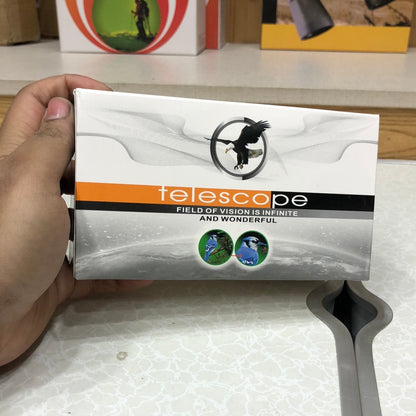 telescope
FIELD OF VISION IS INFINITE
AND WONDERFUL